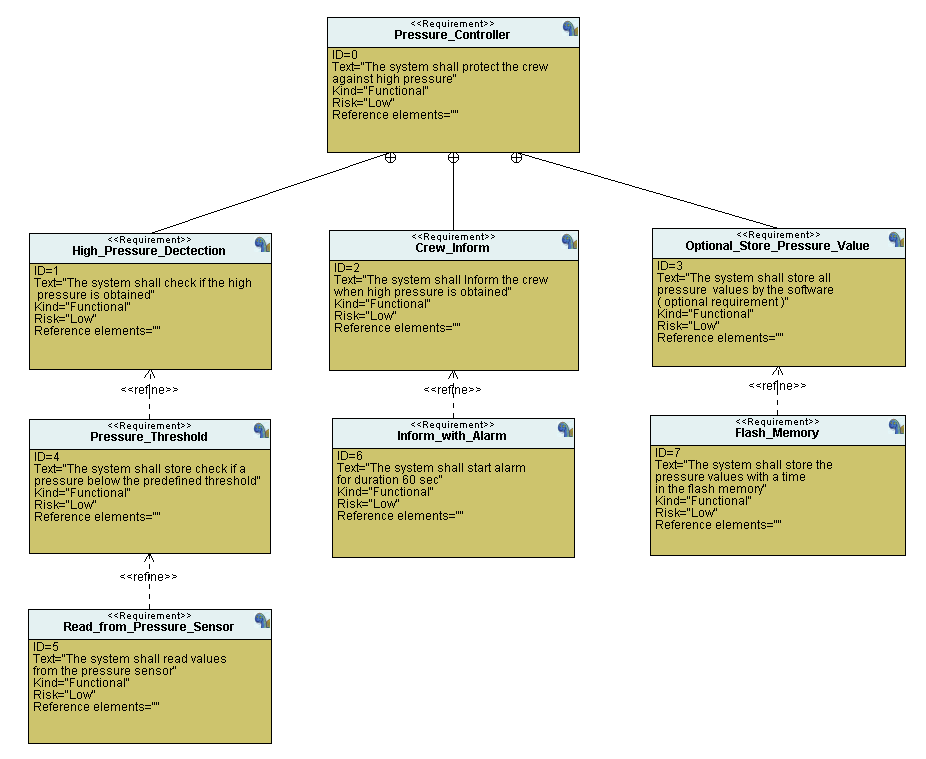 <<Requirement>>
Pressure_Controller
ID=0
Text="The system shall protect the crew
against high pressure"
Kind="Functional"
Risk="Low"
Reference elements=""
<<Requirement>>
High_Pressure_Dectection
ID=1
Text="The system shall check if the high
pressure is obtained"
Kind="Functional"
Risk="Low"
Reference elements=""
<<Requirement>>
Crew_Inform
ID=2
Text="The system shall Inform the crew
when high pressure is obtained"
Kind="Functional"
Risk="Low"
Reference elements=""
<<Requirement>>
Optional_Store_Pressure_Value
ID=3
Text="The system shall store all
pressure values by the software
( optional requirement )"
Kind="Functional"
Risk="Low"
Reference elements=""
<<refine>>
<<refine>>
<<refine>>
<<Requirement>>
Pressure_Threshold
ID=4
Text="The system shall store check if a
pressure below the predefined threshold"
Kind="Functional"
Risk="Low"
Reference elements=""
<<Requirement>>
Inform_with_Alarm
ID=6
Text="The system shall start alarm
for duration 60 sec"
Kind="Functional"
Risk="Low"
Reference elements=""
<<Requirement>>
Flash_Memory
ID=7
Text="The system shall store the
pressure values with a time
in the flash memory"
Kind="Functional"
Risk="Low"
Reference elements=""
<<refine>>
<<Requirement>>
Read_from_Pressure_Sensor
ID=5
Text="The system shall read values
from the pressure sensor"
Kind="Functional"
Risk="Low"
Reference elements=""